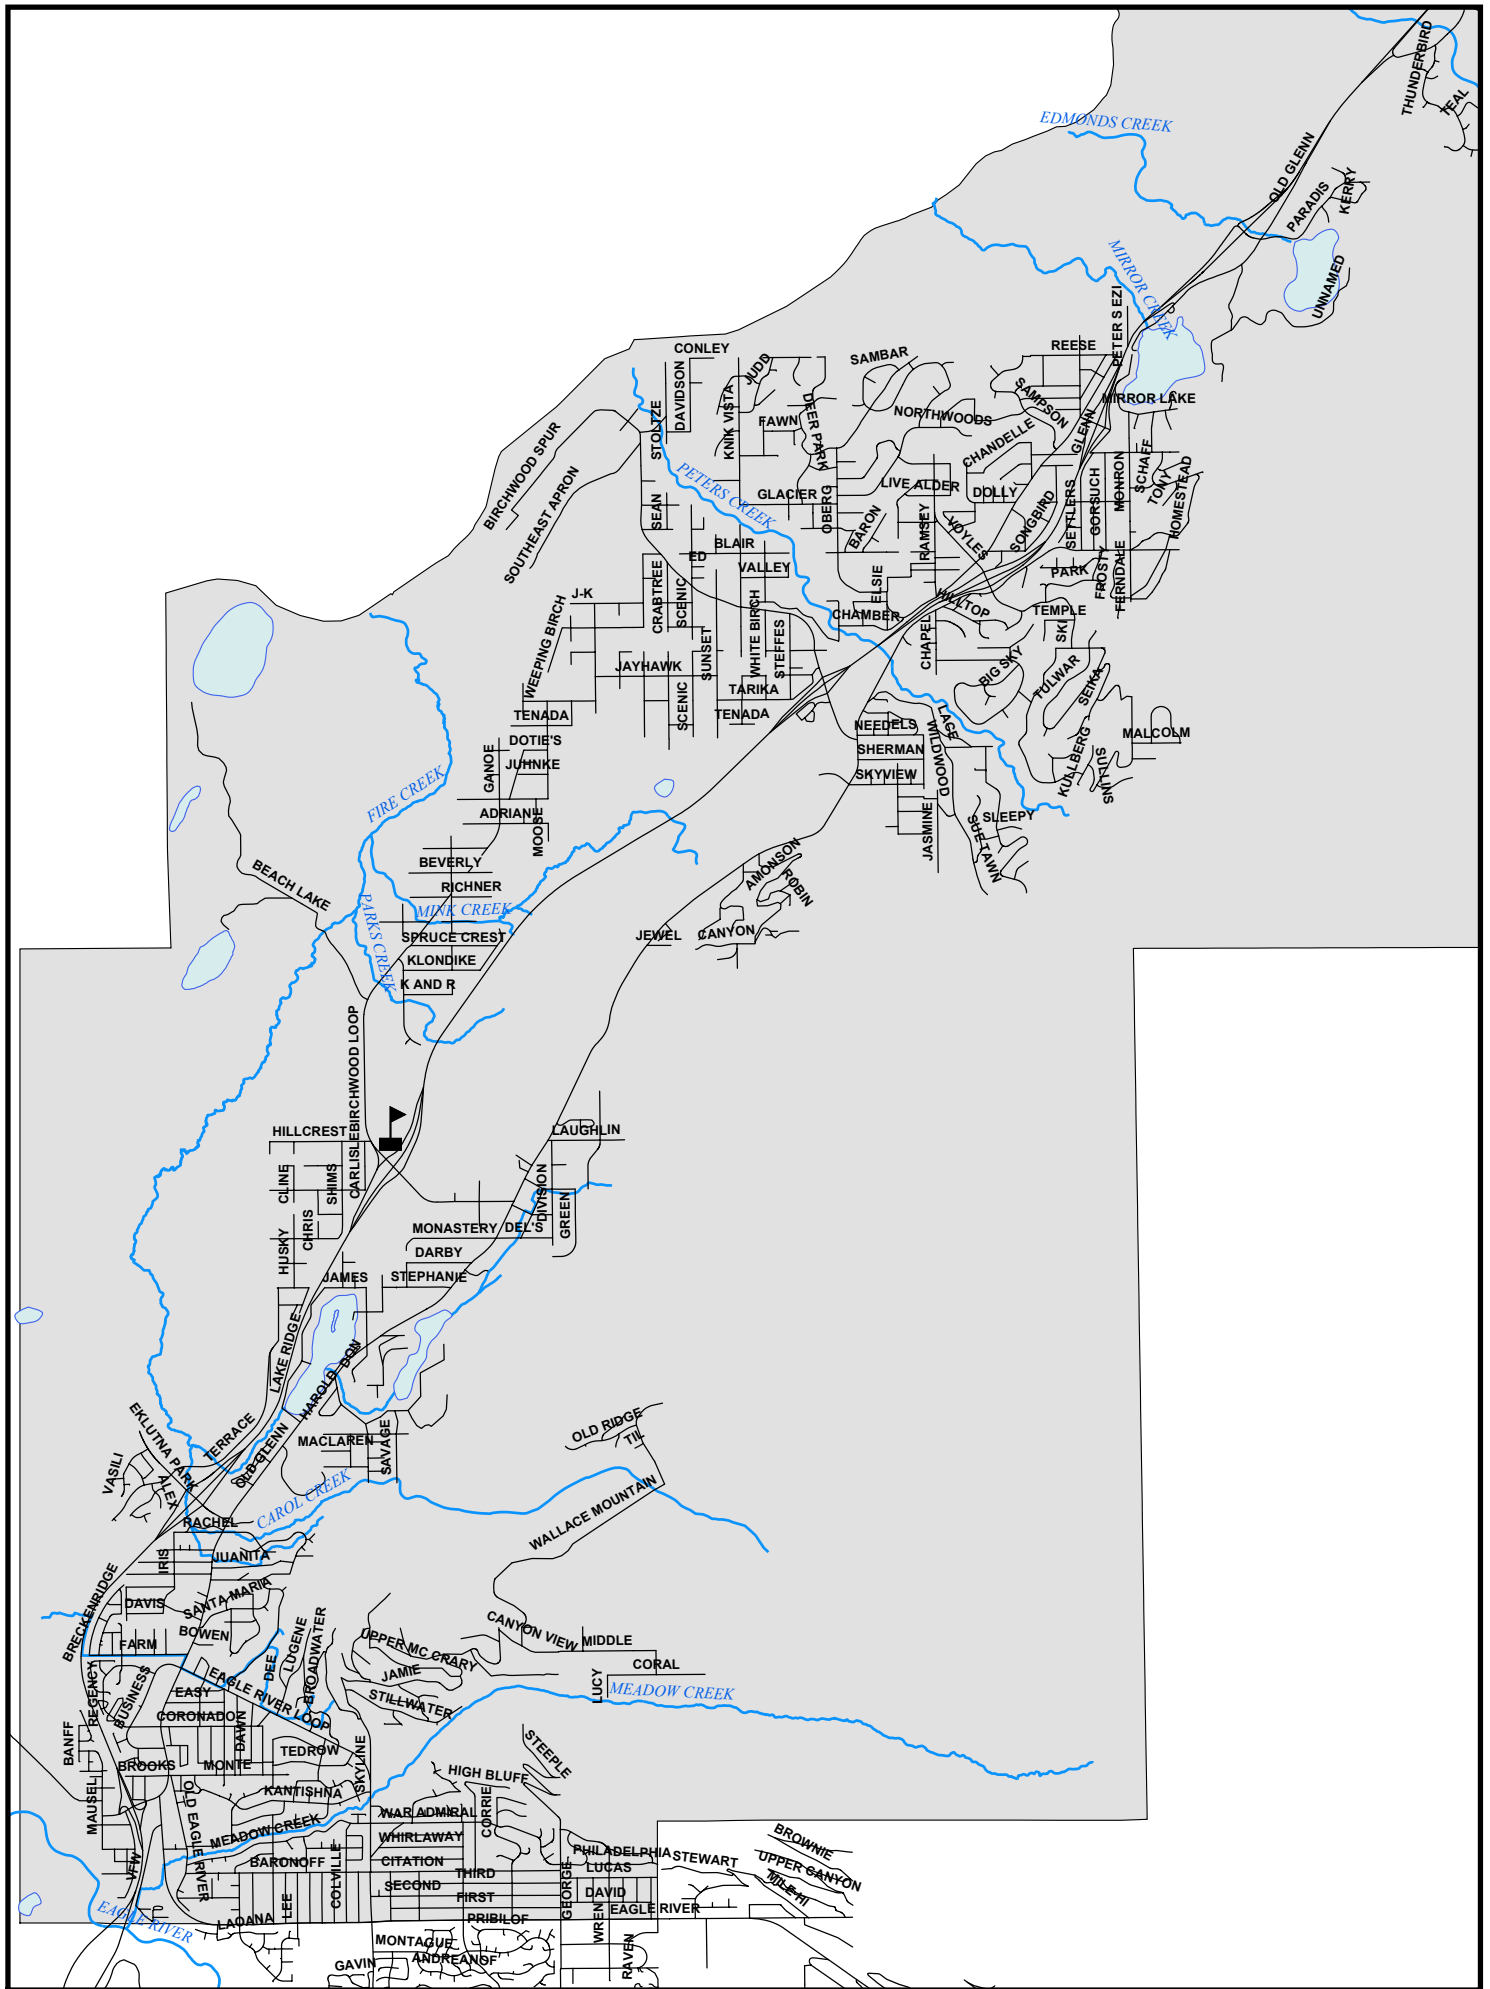 THUNDERBIRD
TEAL
EDMONDS CREEK
OLD GLENN
PARADIS
KERRY
MIRROR CREEK
UNNAMED
PETER S EZI
REESE
CONLEY
JUDD
SAMBAR
DAVIDSON
KNIK VISTA
SAMPSON
MIRROR LAKE
STOLTZE
FAWN
DEER PARK
NORTHWOODS
GLENN
BIRCHWOOD SPUR
CHANDELLE
SCHAFF
PETERS CREEK
SOUTHEAST APRON
GLACIER
LIVE ALDER
DOLLY
MONRON
TONY
HOMESTEAD
SEAN
OBERG
BARON
RAMSEY
VOYLES
SONGBIRD
SETTLERS
GORSUCH
BLAIR
ED
VALLEY
PARK
FROSTY
FERNDALE
J-K
CRABTREE
SCENIC
ELSIE
HILLTOP
CHAMBER
TEMPLE
SKI
WEEPING BIRCH
SUNSET
WHITE BIRCH
STEFFES
CHAPEL
JAYHAWK
BIG SKY
TULWAR
SEIKA
TARIKA
TENADA
SCENIC
TENADA
NEEDELS
LACE
WILDWOOD
MALCOLM
DOTIE'S
SHERMAN
KULLBERG
SULLINS
GANOE
JUHNKE
SKYVIEW
FIRE CREEK
ADRIANE
MOOSE
JASMINE
SLEEPY
SUE TAWN
BEVERLY
AMONSON
ROBIN
BEACH LAKE
RICHNER
MINK CREEK
PARKS CREEK
SPRUCE CREST
JEWEL
CANYON
KLONDIKE
K AND R
BIRCHWOOD LOOP
HILLCREST
CARLISLE
LAUGHLIN
CLINE
SHIMS
DIVISION
GREEN
CHRIS
MONASTERY
DEL'S
HUSKY
DARBY
JAMES
STEPHANIE
LAKE RIDGE
DON
HAROLD
EKLUTNA PARK
TERRACE
OLD RIDGE
TIL
VASILI
ALEX
OLD GLENN
MACLAREN
SAVAGE
CAROL CREEK
WALLACE MOUNTAIN
RACHEL
IRIS
JUANITA
BRECKENRIDGE
DAVIS
SANTA MARIA
BOWEN
LUGENE
BROADWATER
CANYON VIEW
MIDDLE
FARM
UPPER MC CRARY
DEE
JAMIE
CORAL
REGENCY
BUSINESS
EASY
EAGLE RIVER LOOP
STILLWATER
LUCY
MEADOW CREEK
CORONADO
DAWN
BANFF
TEDROW
SKYLINE
STEEPLE
BROOKS
MONTE
HIGH BLUFF
KANTISHNA
MAUSEL
OLD EAGLE RIVER
WAR ADMIRAL
CORRIE
MEADOW CREEK
WHIRLAWAY
BROWNIE
PHILADELPHIA
STEWART
UPPER CANYON
VFW
BARONOFF
COLVILLE
CITATION
LUCAS
THIRD
MILE HI
SECOND
DAVID
LEE
FIRST
GEORGE
WREN
EAGLE RIVER
EAGLE RIVER
LAOANA
PRIBILOF
MONTAGUE
GAVIN
ANDREANOF
RAVEN